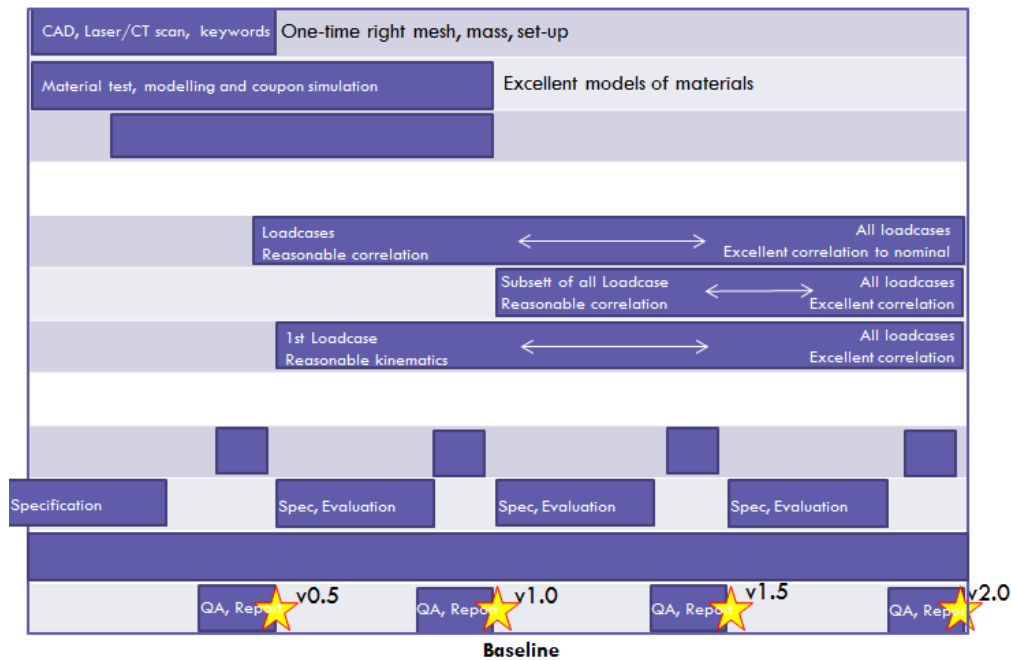 CAD, Laser/CT scan, keywords
One-time right mesh, mass, set-up
Material test, modelling and coupon simulation
Excellent models of materials
Loadcases
Reasonable correlation
All loadcases
Excellent correlation to nominal
Subsett of all Loadcase
Reasonable correlation
All loadcases
Excellent correlation
1st Loadcase
Reasonable kinematics
All loadcases
Excellent correlation
Specification
Spec, Evaluation
Spec, Evaluation
Spec, Evaluation
QA, Report
v0.5
QA, Report
v1.0
QA, Report
v1.5
QA, Report
v2.0
Baseline